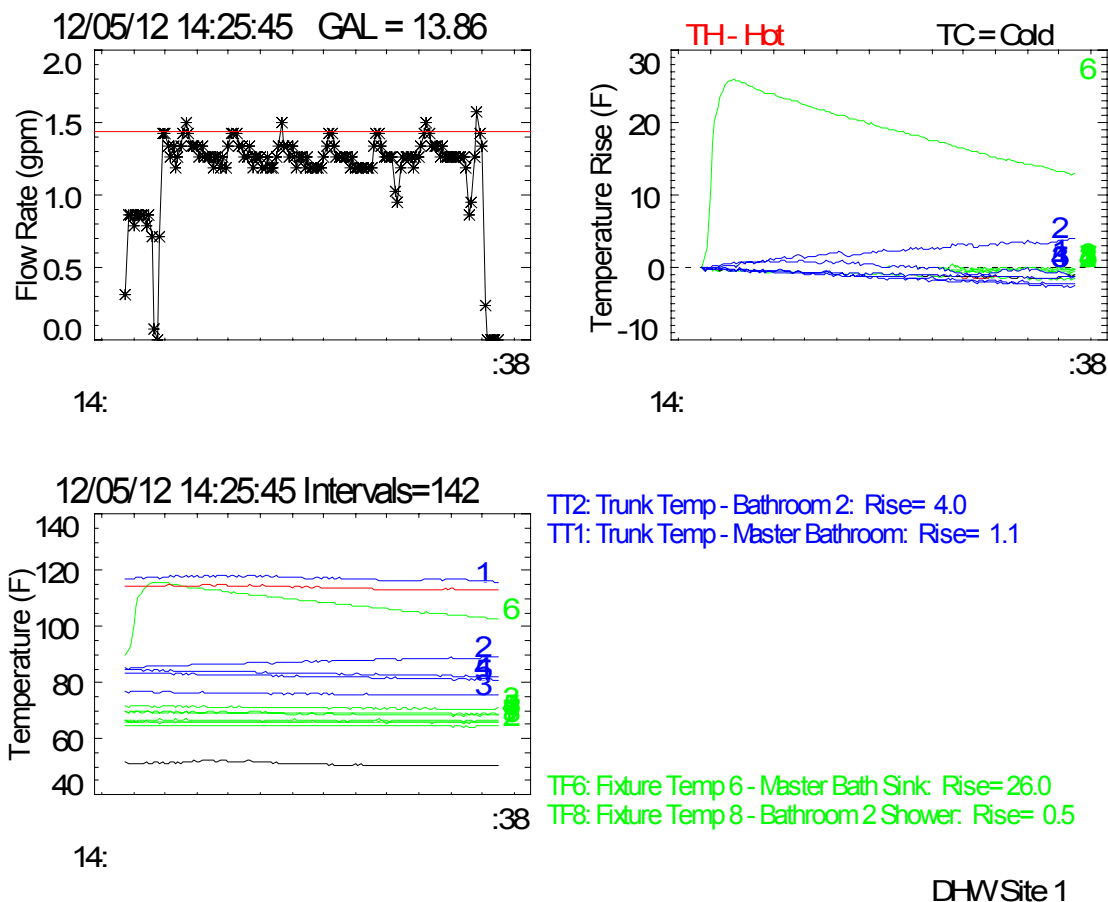 12/05/12 14:25:45 GAL = 13.86
2.0
1.5
1.0
0.5
0.0
Flow Rate (gpm)
:38
14:
TH - Hot TC = Cold
30
20
10
0
-10
Temperature Rise (F)
6
2
1
:38
14:
12/05/12 14:25:45 Intervals=142
140
120
100
80
60
40
Temperature (F)
1
6
2
4
3
:38
14:
TT2: Trunk Temp - Bathroom 2: Rise= 4.0
TT1: Trunk Temp - Master Bathroom: Rise= 1.1
TF6: Fixture Temp 6 - Master Bath Sink: Rise= 26.0
TF8: Fixture Temp 8 - Bathroom 2 Shower: Rise= 0.5
DHW Site 1